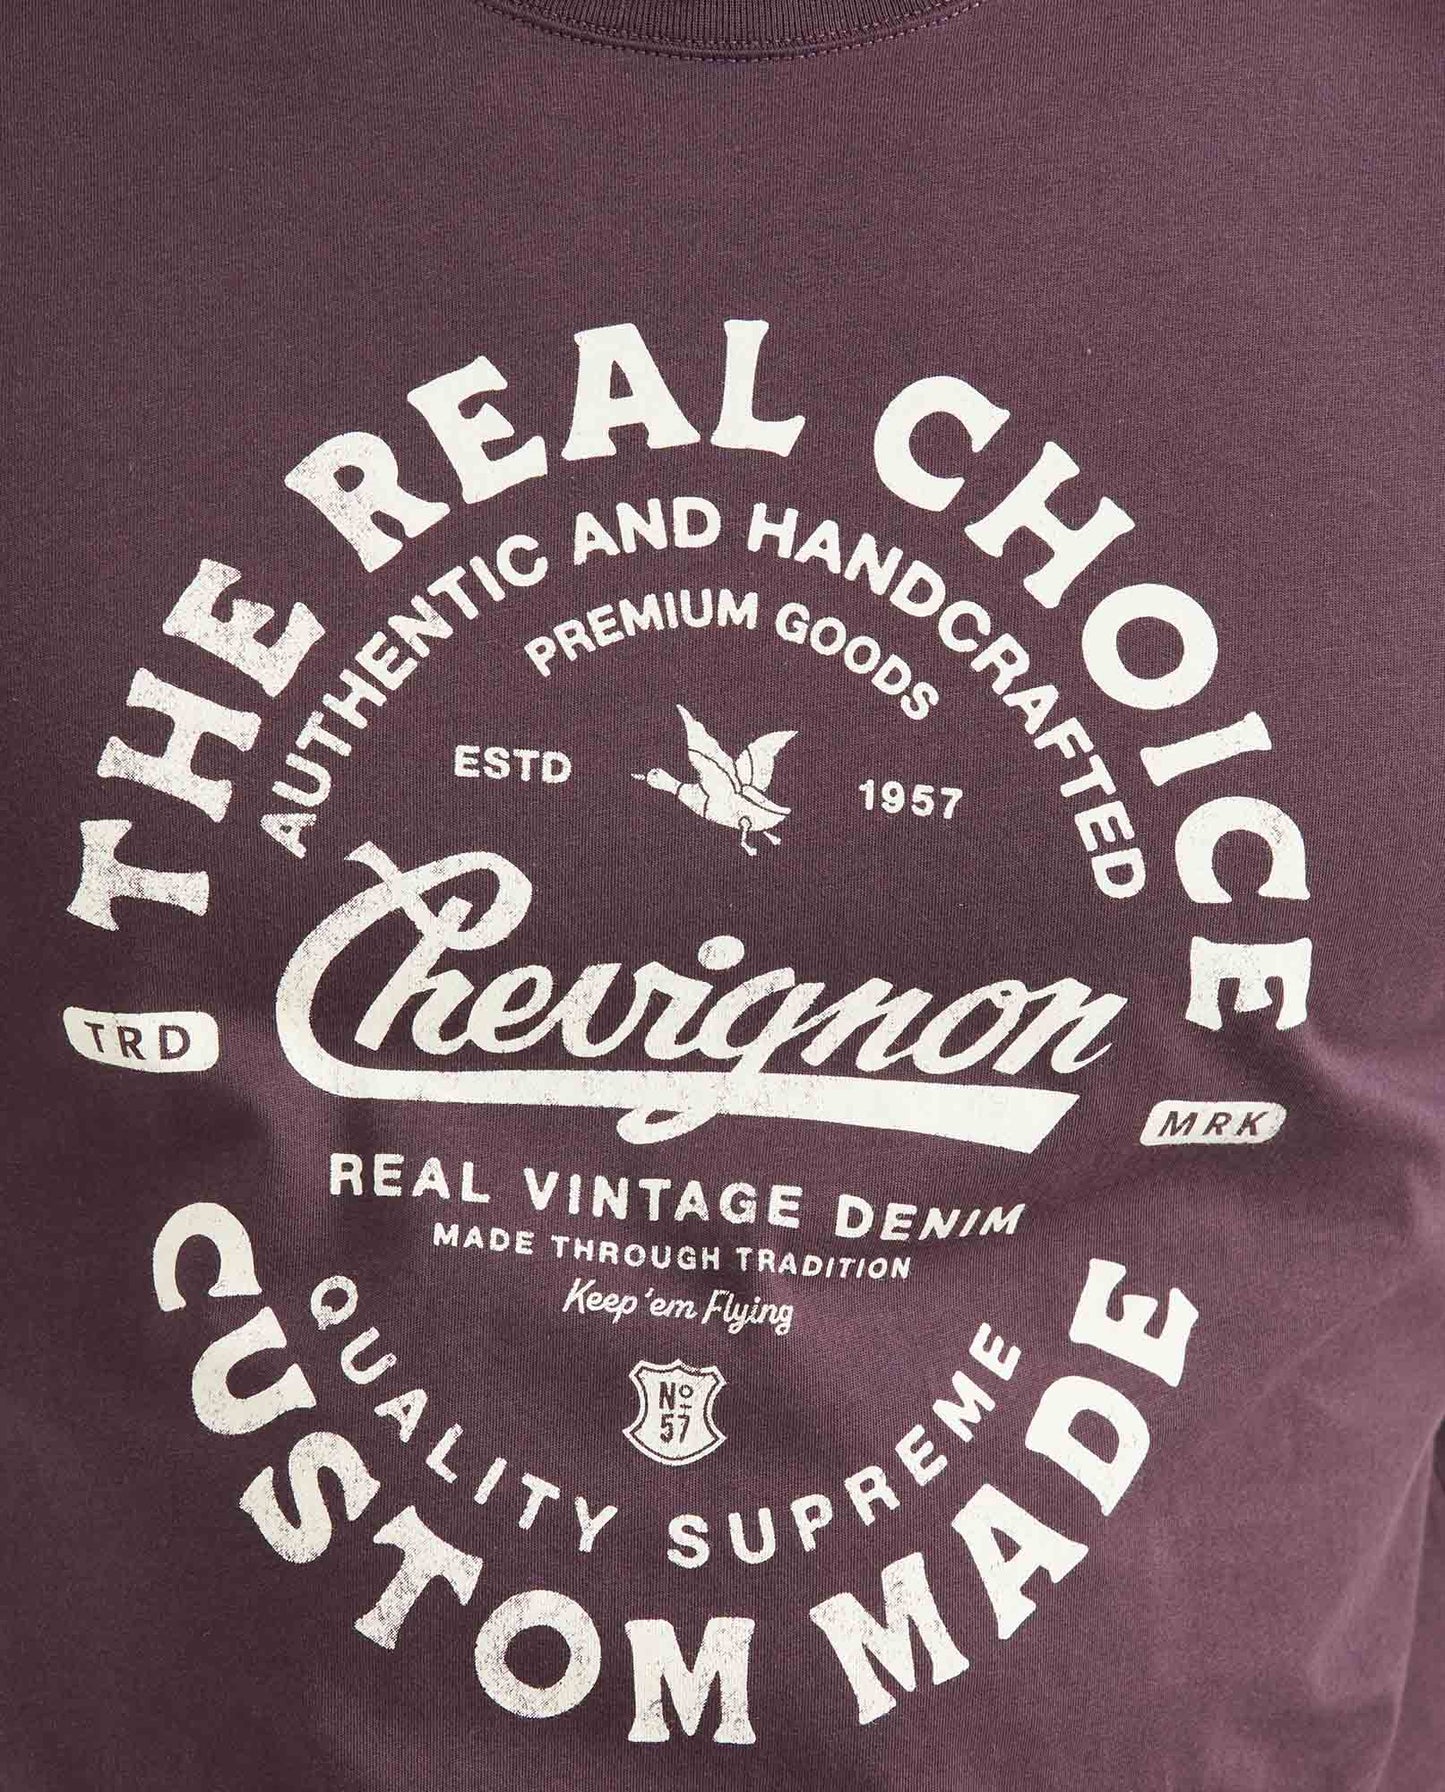 THE REAL CHOICE
AUTHENTIC AND HANDCRAFTED
PREMIUM GOODS
ESTD 1957
Chevignon
TRD MRK
REAL VINTAGE DENIM
MADE THROUGH TRADITION
Keep 'em Flying
Nº 57
QUALITY SUPREME
CUSTOM MADE